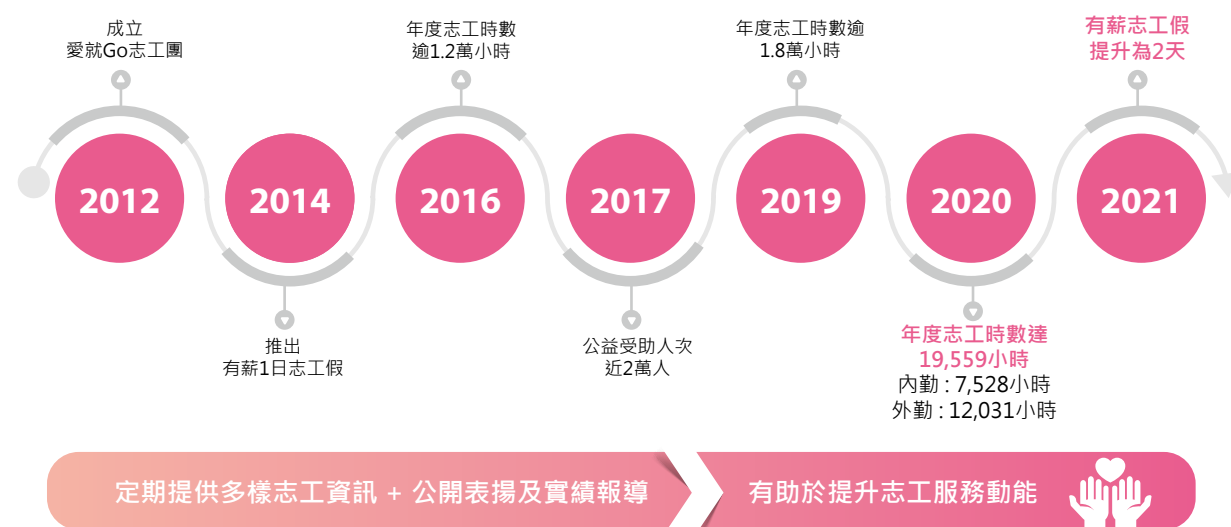 成立
愛就Go志工團
年度志工時數
逾1.2萬小時
年度志工時數逾
1.8萬小時
有薪志工假
提升為2天
2012
2014
2016
2017
2019
2020
2021
推出
有薪1日志工假
公益受助人次
近2萬人
年度志工時數達
19,559小時
內勤 : 7,528小時
外勤 : 12,031小時
定期提供多樣志工資訊 + 公開表揚及實績報導
有助於提升志工服務動能